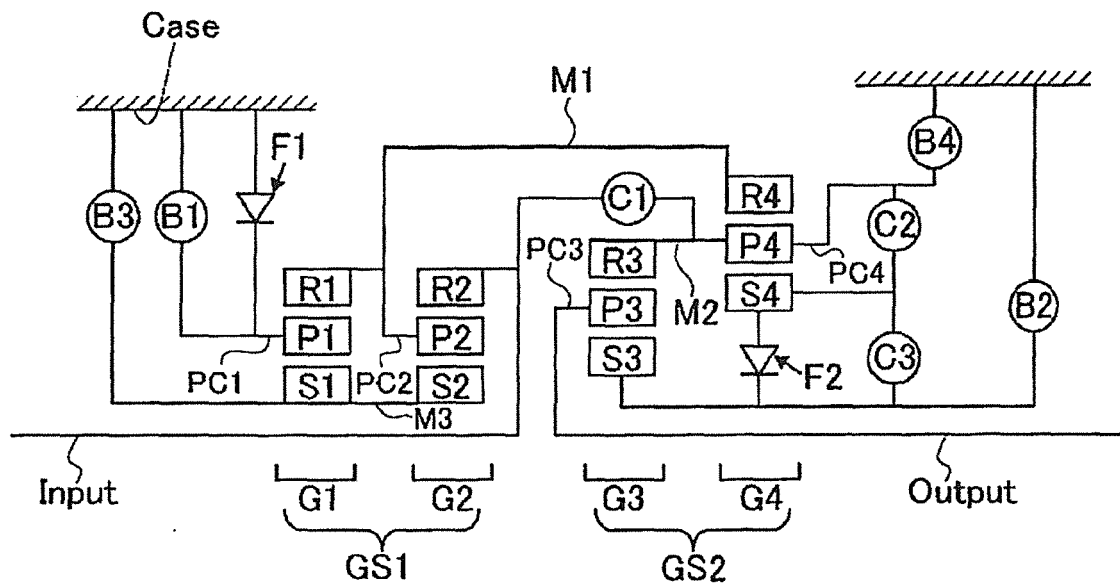 Case
M1
F1
B4
B3
B1
C1
R4
C2
PC3
R3
P4
PC4
R1
R2
S4
B2
P3
M2
P1
P2
S3
C3
F2
PC1
PC2
S1
S2
M3
Input
G1
G2
G3
G4
Output
GS1
GS2